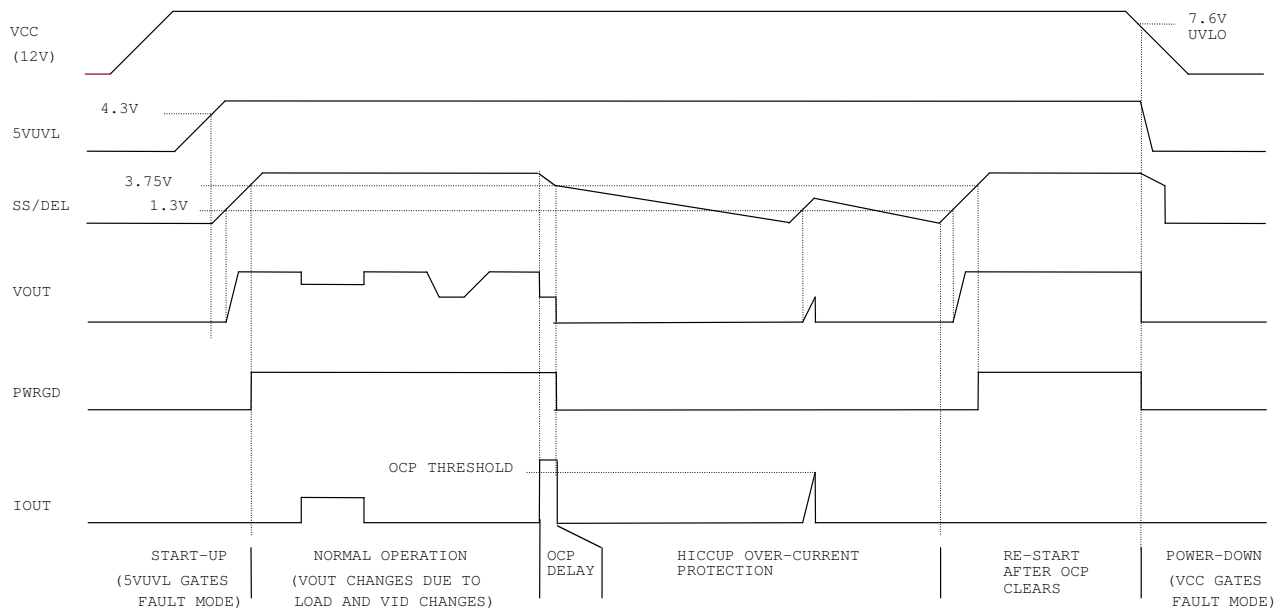 VCC
(12V)
7.6V
UVLO
4.3V
5VUVL
3.75V
SS/DEL
1.3V
VOUT
PWRGD
OCP THRESHOLD
IOUT
START-UP
(5VUVL GATES
FAULT MODE)
NORMAL OPERATION
(VOUT CHANGES DUE TO
LOAD AND VID CHANGES)
OCP
DELAY
HICCUP OVER-CURRENT
PROTECTION
RE-START
AFTER OCP
CLEARS
POWER-DOWN
(VCC GATES
FAULT MODE)